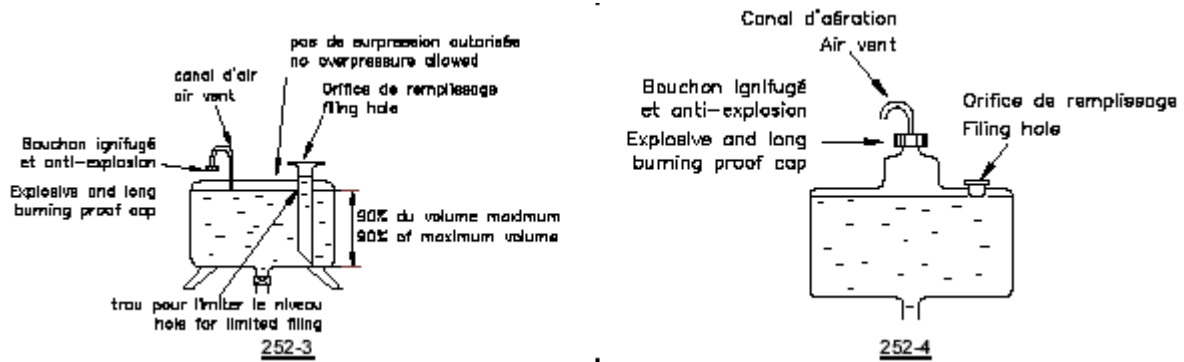 pas de surpression autorisée
no overpressure allowed
canal d'air
air vent
Orifice de remplissage
filing hole
Bouchon ignifugé
et anti-explosion
Explosive and long
burning proof cap
90% du volume maximum
90% of maximum volume
trou pour limiter le niveau
hole for limited filing
252-3
Canal d'aération
Air vent
Bouchon ignifugé
et anti-explosion
Explosive and long
burning proof cap
Orifice de remplissage
Filing hole
252-4